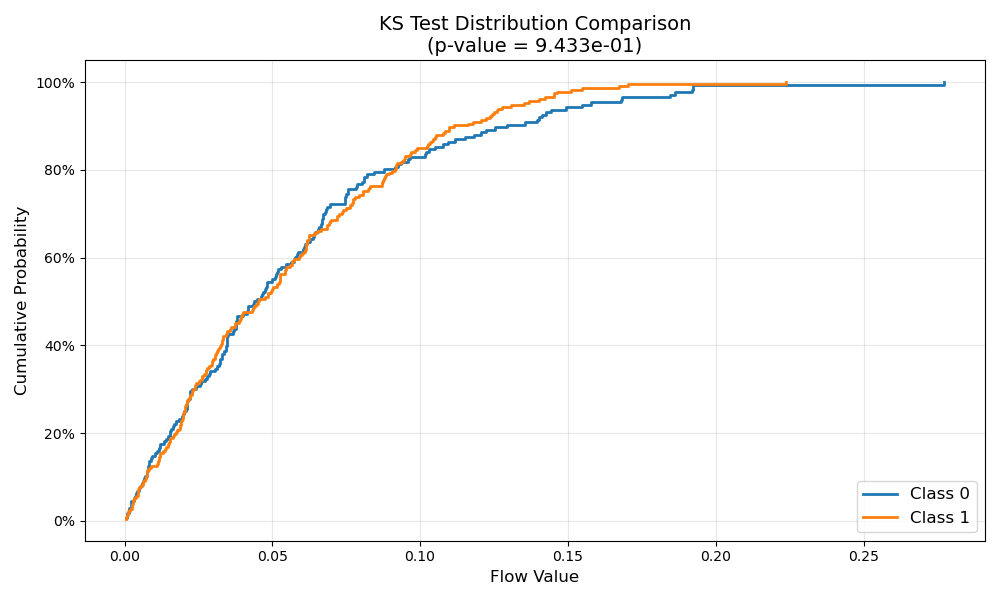 KS Test Distribution Comparison
(p-value = 9.433e-01)
Cumulative Probability
100%
80%
60%
40%
20%
0%
0.00
0.05
0.10
0.15
0.20
0.25
Flow Value
Class 0
Class 1